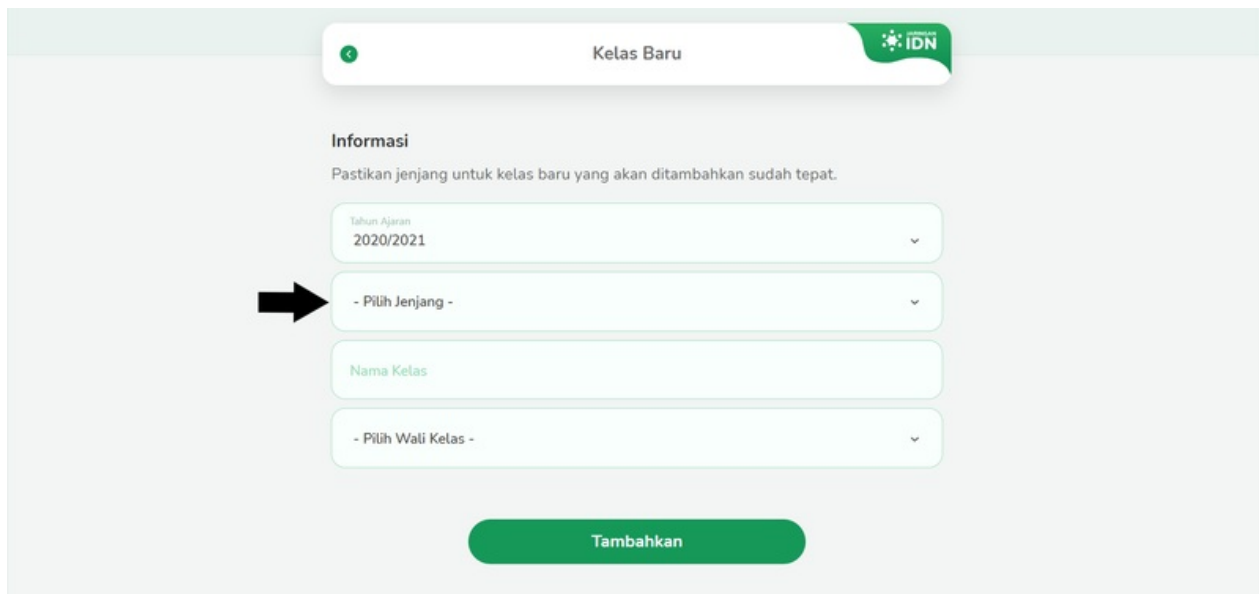 Kelas Baru
JARINGAN
IDN
Informasi
Pastikan jenjang untuk kelas baru yang akan ditambahkan sudah tepat.
Tahun Ajaran
2020/2021
- Pilih Jenjang -
Nama Kelas
- Pilih Wali Kelas -
Tambahkan